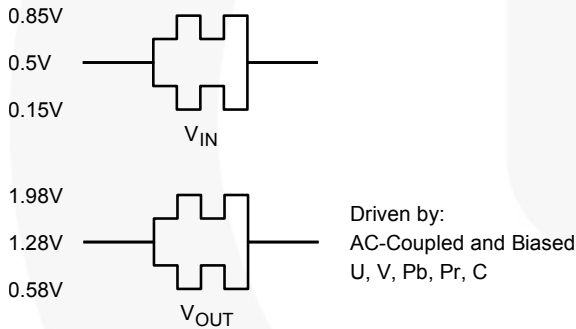 0.85V
0.5V
0.15V
VIN
1.98V
1.28V
0.58V
VOUT
Driven by:
AC-Coupled and Biased
U, V, Pb, Pr, C